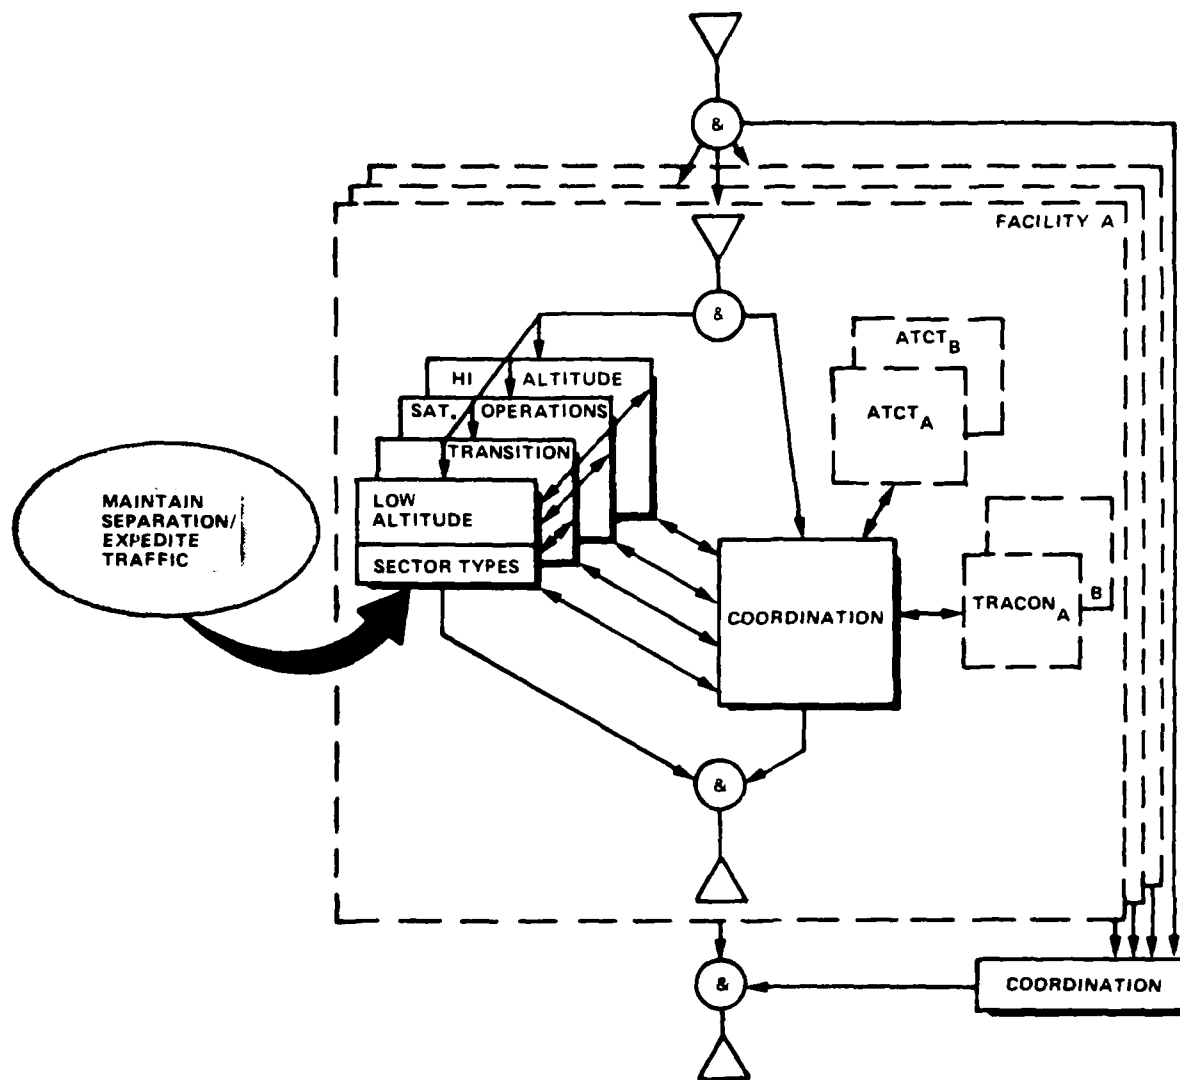 &
FACILITY A
&
ATCT B
HI ALTITUDE
SAT. OPERATIONS
ATCT A
TRANSITION
LOW
ALTITUDE
MAINTAIN
SEPARATION/
EXPEDITE
TRAFFIC
SECTOR TYPES
B
TRACON A
COORDINATION
&
&
COORDINATION